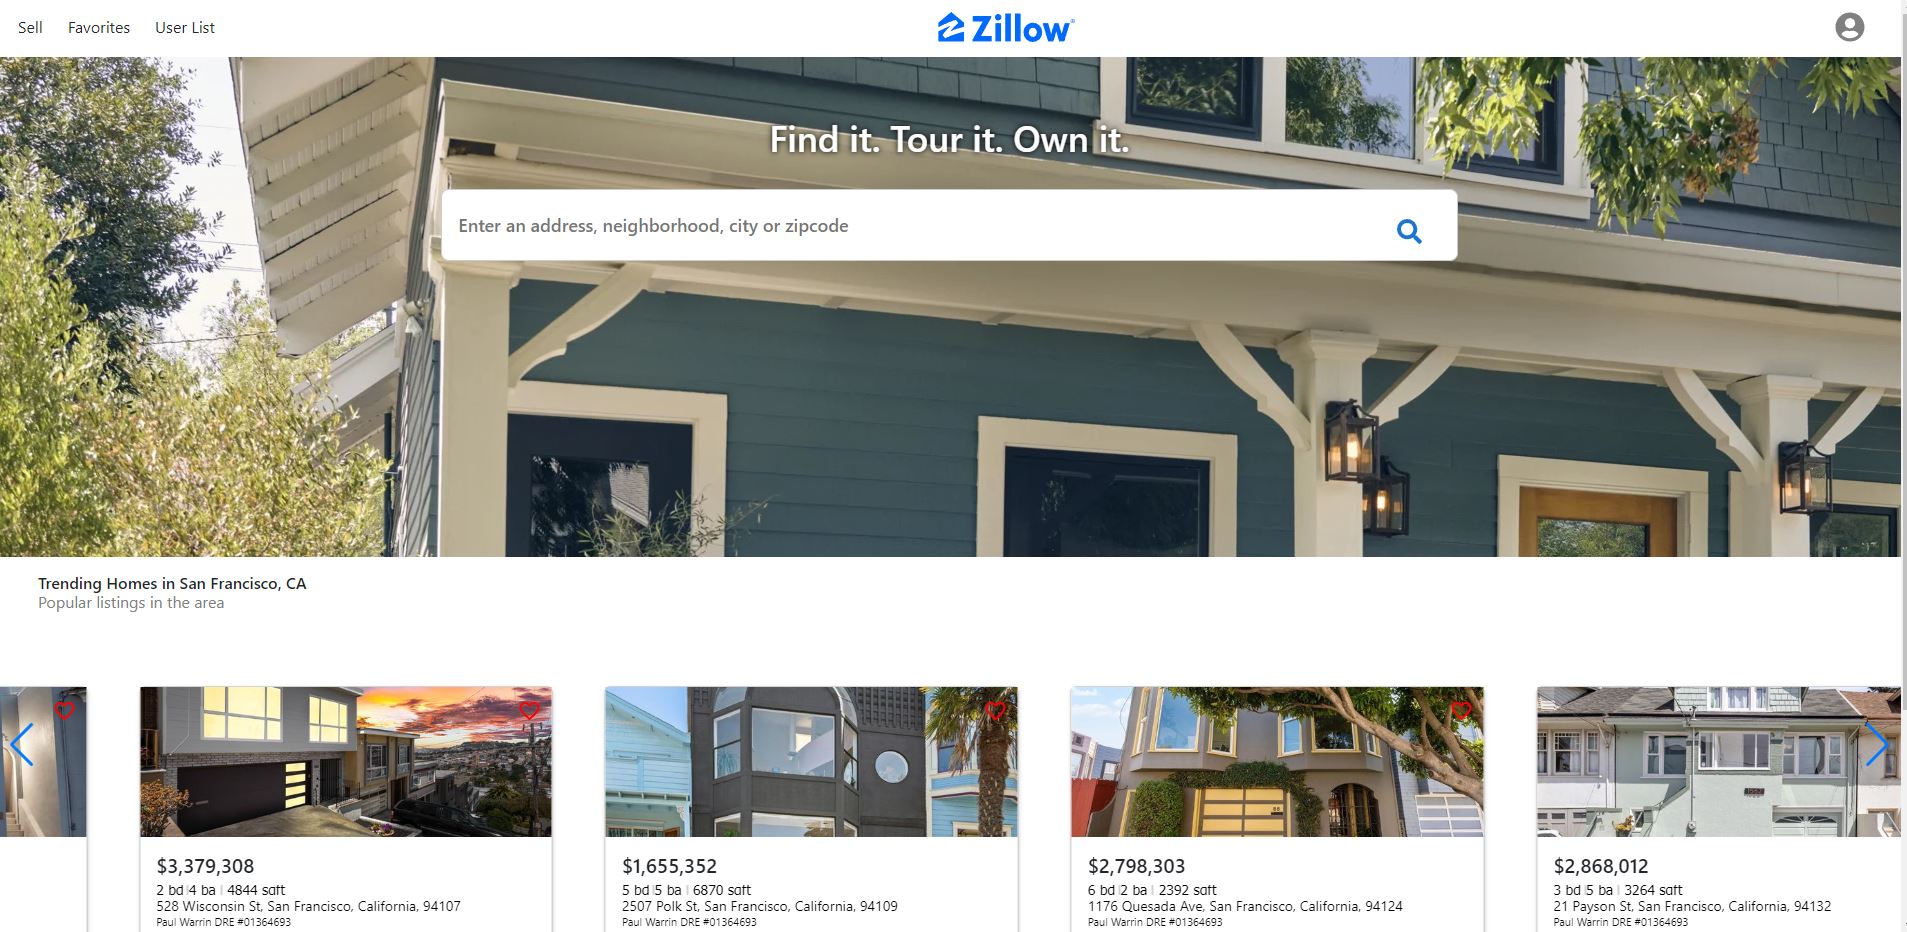 Sell Favorites User List
Zillow
Find it. Tour it. Own it.
Enter an address, neighborhood, city or zipcode
Trending Homes in San Francisco, CA
Popular listings in the area
$3,379,308
2 bd 4 ba | 4844 sqft
528 Wisconsin St, San Francisco, California, 94107
Paul Warrin DRE #01364693
$1,655,352
5 bd 5 ba | 6870 sqft
2507 Polk St, San Francisco, California, 94109
Paul Warrin DRE #01364693
$2,798,303
6 bd 2 ba | 2392 sqft
1176 Quesada Ave, San Francisco, California, 94124
Paul Warrin DRE #01364693
$2,868,012
3 bd 5 ba | 3264 sqft
21 Payson St, San Francisco, California, 94132
Paul Warrin DRE #01364693